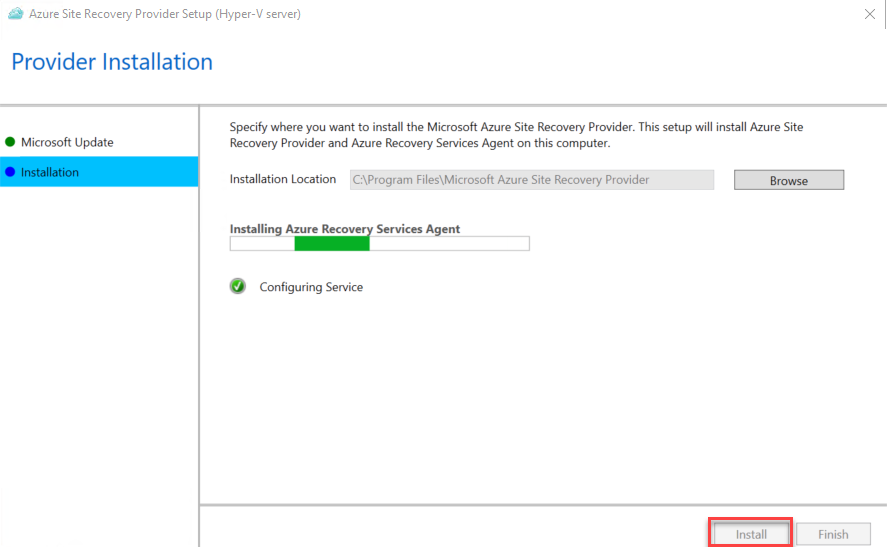 Azure Site Recovery Provider Setup (Hyper-V server)
Provider Installation
Microsoft Update
Installation
Specify where you want to install the Microsoft Azure Site Recovery Provider. This setup will install Azure Site
Recovery Provider and Azure Recovery Services Agent on this computer.
Installation Location
C:\Program Files\Microsoft Azure Site Recovery Provider
Browse
Installing Azure Recovery Services Agent
Configuring Service
Install
Finish